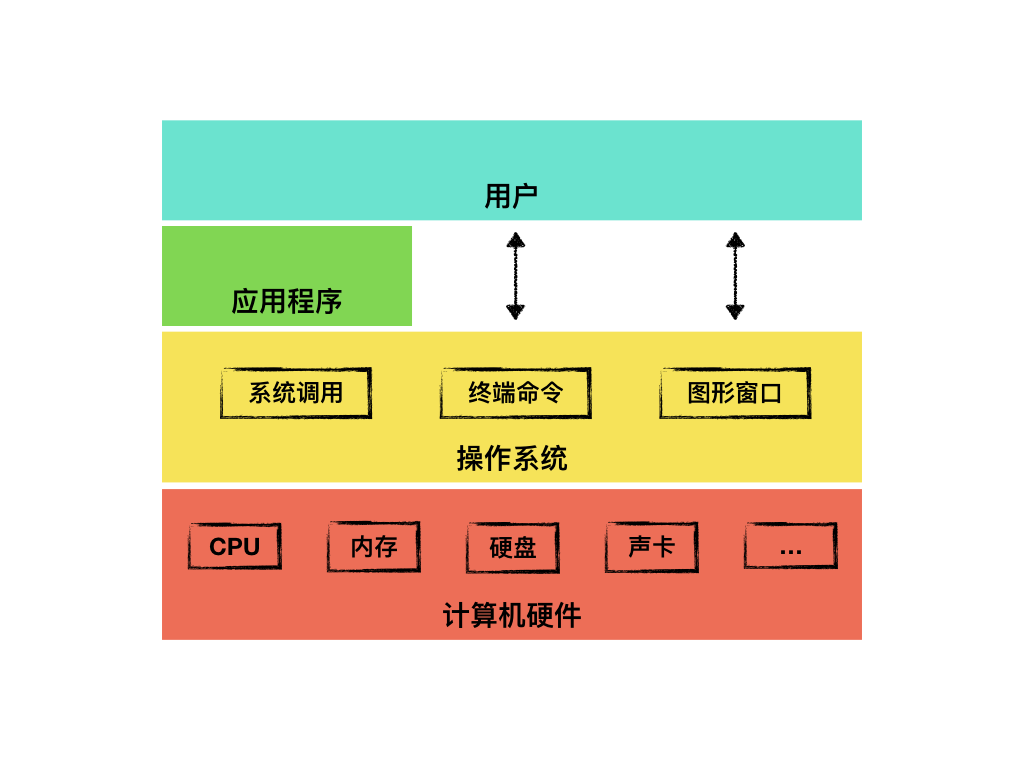 用户
应用程序
系统调用
终端命令
图形窗口
操作系统
CPU
内存
硬盘
声卡
...
计算机硬件